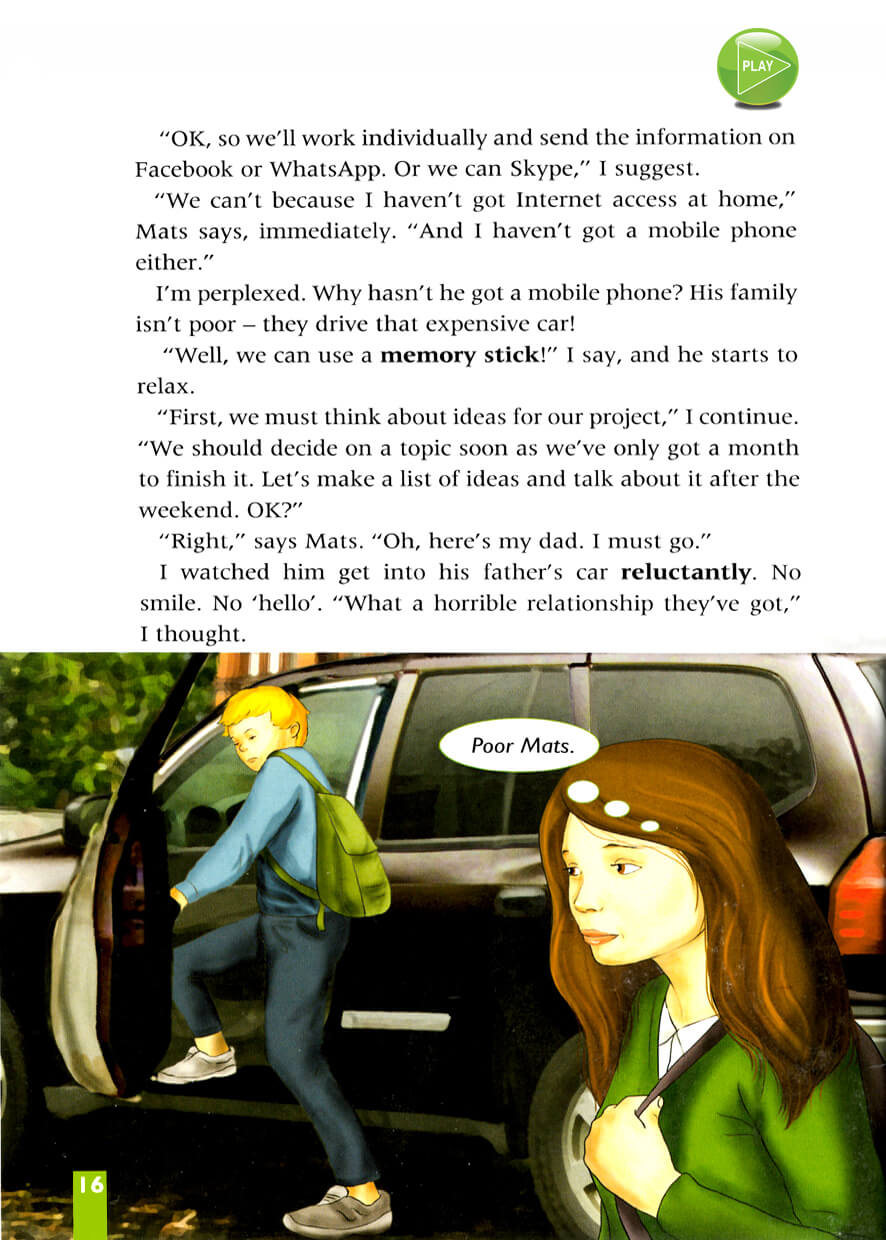 PLAY
“OK, so we’ll work individually and send the information on
Facebook or WhatsApp. Or we can Skype,” I suggest.
“We can’t because I haven’t got Internet access at home,”
Mats says, immediately. “And I haven’t got a mobile phone
either.”
I’m perplexed. Why hasn’t he got a mobile phone? His family
isn’t poor – they drive that expensive car!
“Well, we can use a memory stick!” I say, and he starts to
relax.
“First, we must think about ideas for our project,” I continue.
“We should decide on a topic soon as we’ve only got a month
to finish it. Let’s make a list of ideas and talk about it after the
weekend. OK?”
“Right,” says Mats. “Oh, here’s my dad. I must go.”
I watched him get into his father’s car reluctantly. No
smile. No ‘hello’. “What a horrible relationship they’ve got,”
I thought.
Poor Mats.
16